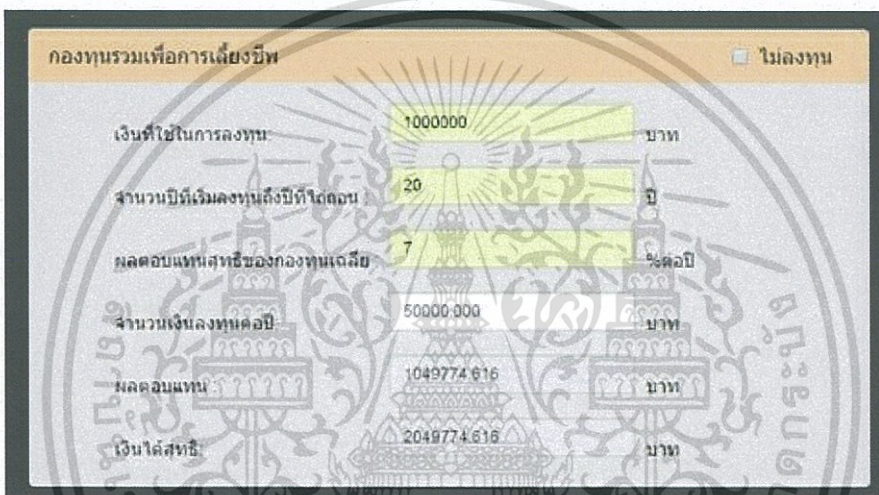 กองทุนรวมเพื่อการเลี้ยงชีพ ไม่ลงทุน
เงินที่ใช้ในการลงทุน: 1000000 บาท
จำนวนปีที่เริ่มลงทุนถึงปีที่ไถ่ถอน : 20 ปี
ผลตอบแทนสุทธิของกองทุนเฉลี่ย 7 %ต่อปี
จำนวนเงินลงทุนต่อปี 50000.000 บาท
ผลตอบแทน : 1049774.616 บาท
เงินได้สุทธิ: 2049774.616 บาท